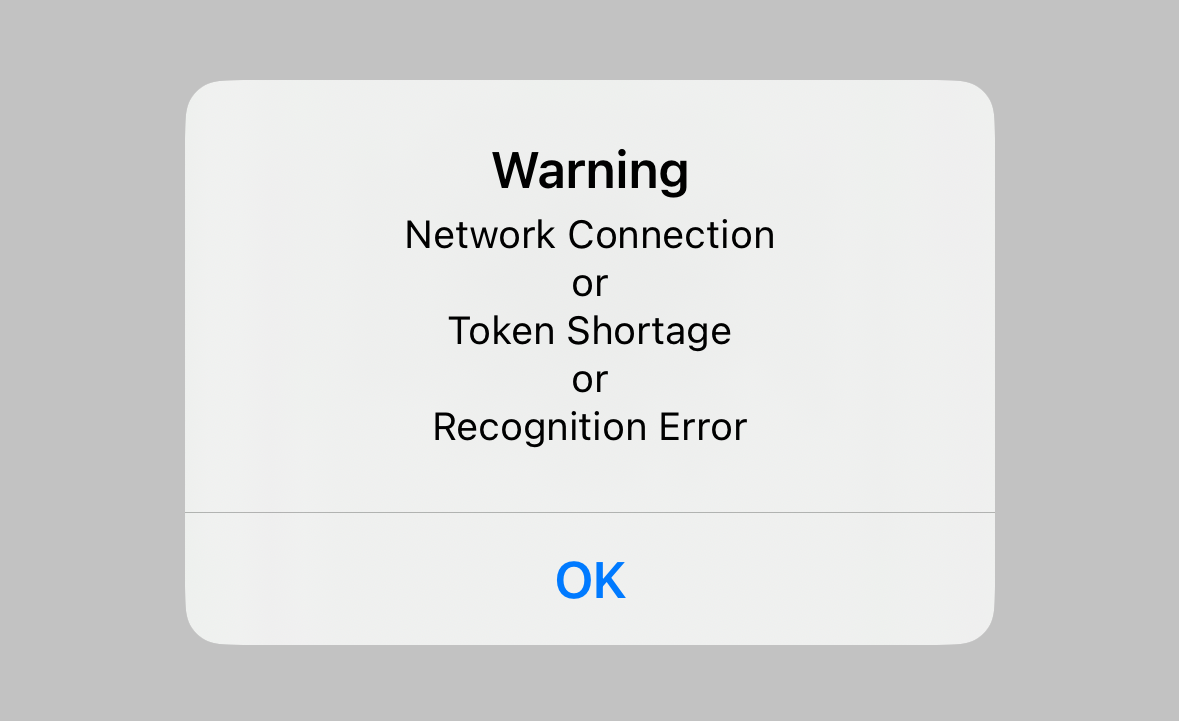 Warning
Network Connection
or
Token Shortage
or
Recognition Error
OK